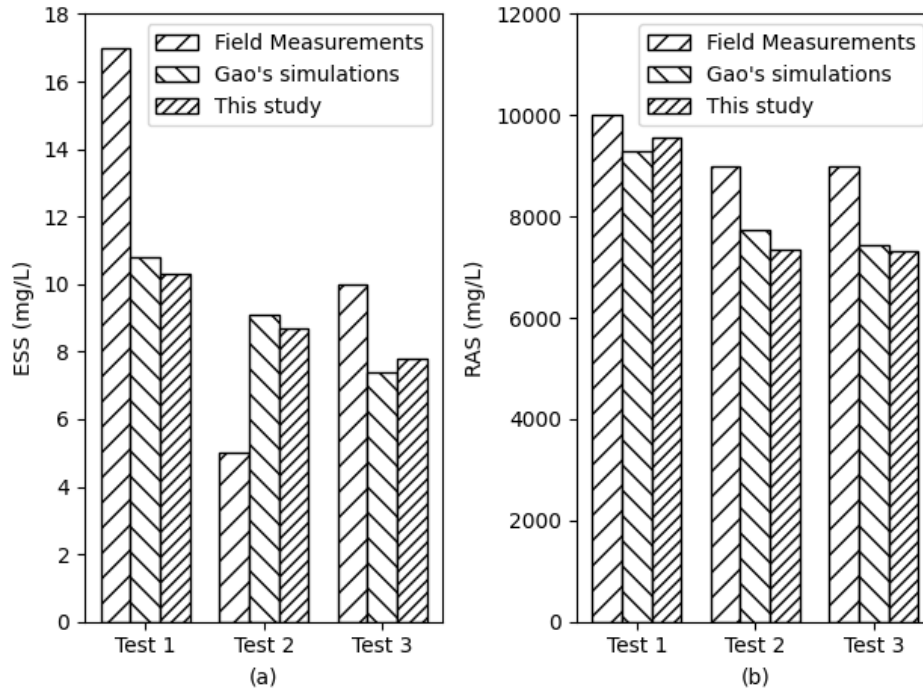 18
16
14
12
10
8
6
4
2
0
ESS (mg/L)
Field Measurements
Gao's simulations
This study
Test 1
Test 2
Test 3
(a)
12000
10000
8000
6000
4000
2000
0
RAS (mg/L)
Field Measurements
Gao's simulations
This study
Test 1
Test 2
Test 3
(b)